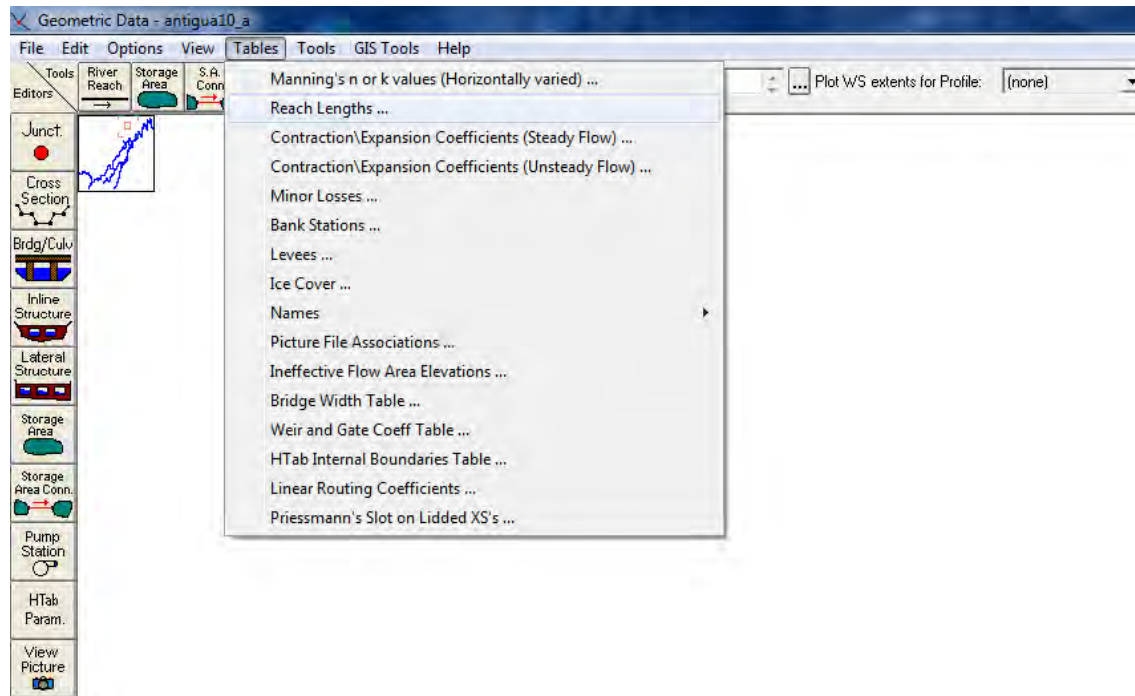 Geometric Data - antigua10_a
File Edit Options View Tables Tools GIS Tools Help
Tools
Editors
River Reach
Storage Area
S.A. Conn
Plot WS extents for Profile: (none)
Manning's n or k values (Horizontally varied) ...
Reach Lengths ...
Contraction\Expansion Coefficients (Steady Flow) ...
Contraction\Expansion Coefficients (Unsteady Flow) ...
Minor Losses ...
Bank Stations ...
Levees ...
Ice Cover ...
Names
Picture File Associations ...
Ineffective Flow Area Elevations ...
Bridge Width Table ...
Weir and Gate Coeff Table ...
HTab Internal Boundaries Table ...
Linear Routing Coefficients ...
Priessmann's Slot on Lidded XS's ...
Junct.
Cross
Section
Brdg/Culv
Inline
Structure
Lateral
Structure
Storage
Area
Storage
Area Conn.
Pump
Station
HTab
Param.
View
Picture